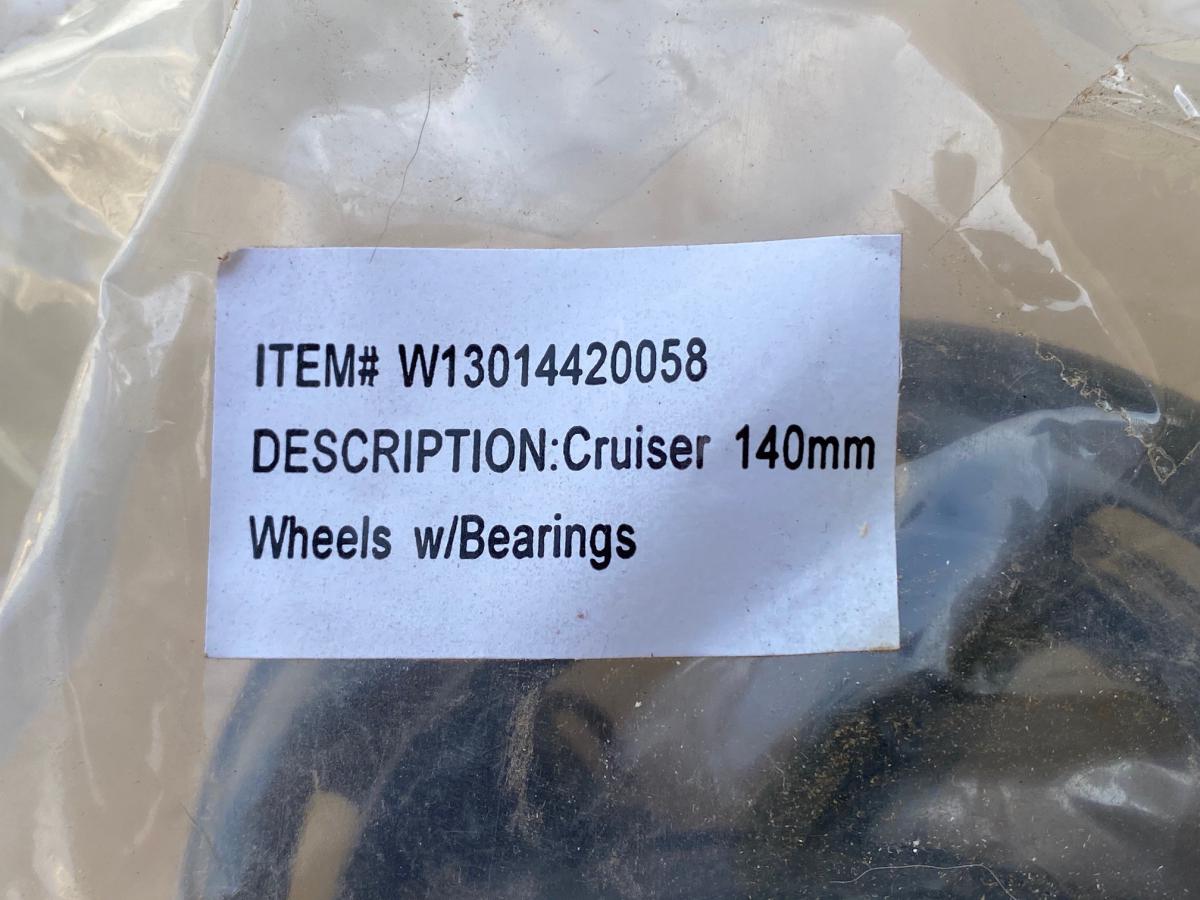 ITEM# W13014420058
DESCRIPTION:Cruiser 140mm
Wheels w/Bearings